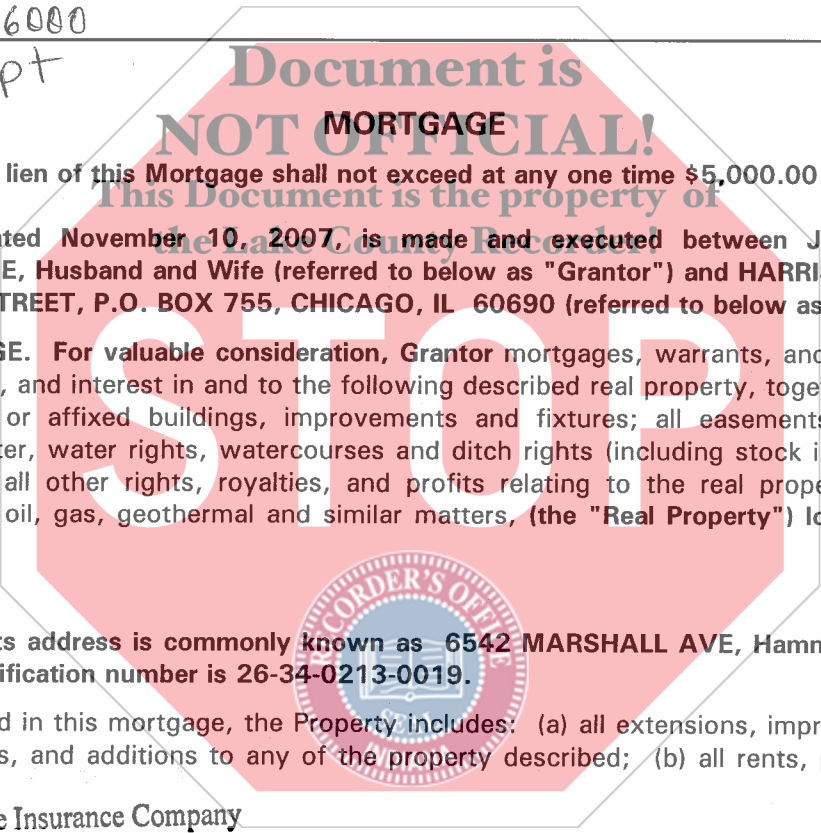 6000
pt
Document is
NOT OFFICIAL!
MORTGAGE
lien of this Mortgage shall not exceed at any one time $5,000.00.
This Document is the property of
the Lake County Recorder!
ated November 10, 2007, is made and executed between J
E, Husband and Wife (referred to below as "Grantor") and HARRI
TREET, P.O. BOX 755, CHICAGO, IL 60690 (referred to below as
GE. For valuable consideration, Grantor mortgages, warrants, and
, and interest in and to the following described real property, toge
or affixed buildings, improvements and fixtures; all easements
ter, water rights, watercourses and ditch rights (including stock i
all other rights, royalties, and profits relating to the real prope
oil, gas, geothermal and similar matters, (the "Real Property") lo
STOP
RECORDER'S OFFICE
ts address is commonly known as 6542 MARSHALL AVE, Hamm
ification number is 26-34-0213-0019.
SEAL
d in this mortgage, the Property includes: (a) all extensions, impr
s, and additions to any of the property described; (b) all rents,
e Insurance Company